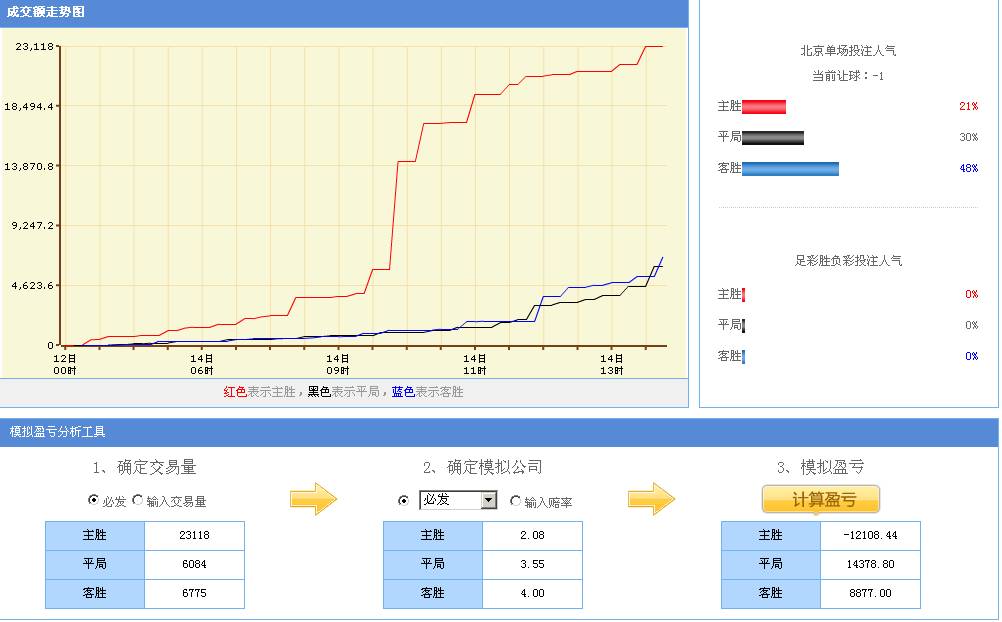 成交额走势图
23,118
18,494.4
13,870.8
9,247.2
4,623.6
0
12日 14日 14日 14日 14日
00时 06时 09时 11时 13时
红色表示主胜，黑色表示平局，蓝色表示客胜
北京单场投注人气
当前让球：-1
主胜 21%
平局 30%
客胜 48%
足彩胜负彩投注人气
主胜 0%
平局 0%
客胜 0%
模拟盈亏分析工具
1、确定交易量 2、确定模拟公司 3、模拟盈亏
必发 输入交易量 必发 输入赔率 计算盈亏
主胜 23118 主胜 2.08 主胜 -12108.44
平局 6084 平局 3.55 平局 14378.80
客胜 6775 客胜 4.00 客胜 8877.00